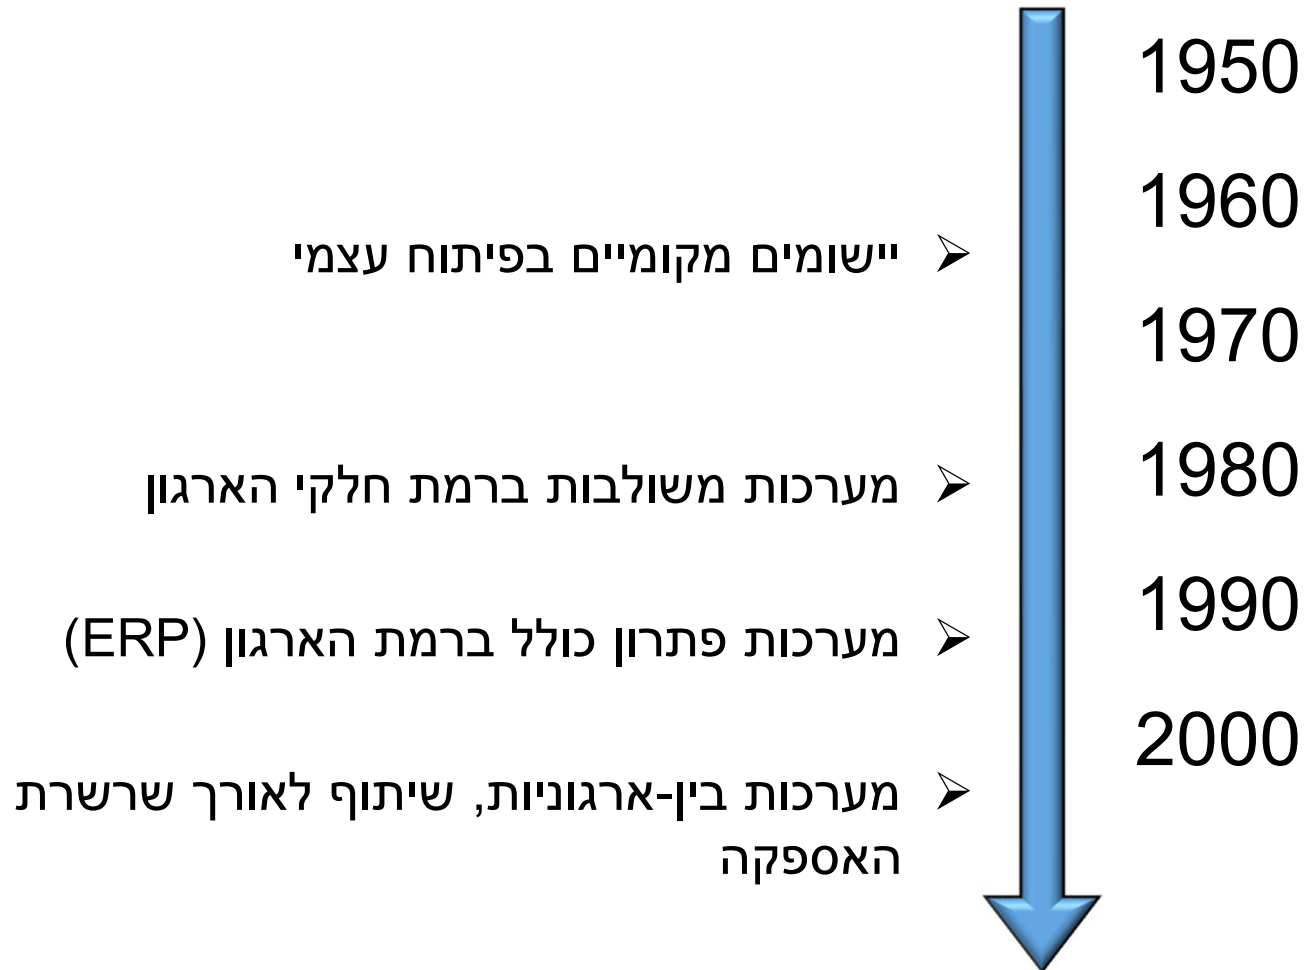 1950
1960
יישומים מקומיים בפיתוח עצמי
1970
1980
מערכות משולבות ברמת חלקי הארגון
1990
מערכות פתרון כולל ברמת הארגון (ERP)
2000
מערכות בין-ארגוניות, שיתוף לאורך שרשרת
האספקה